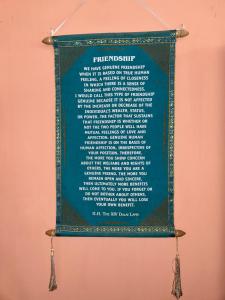 FRIENDSHIP
WE HAVE GENUINE FRIENDSHIP
WHEN IT IS BASED ON TRUE HUMAN
FEELING, A FEELING OF CLOSENESS
IN WHICH THERE IS A SENSE OF
SHARING AND CONNECTEDNESS.
I WOULD CALL THIS TYPE OF FRIENDSHIP
GENUINE BECAUSE IT IS NOT AFFECTED
BY THE INCREASE OR DECREASE OF THE
INDIVIDUAL'S WEALTH, STATUS,
OR POWER. THE FACTOR THAT SUSTAINS
THAT FRIENDSHIP IS WHETHER OR
NOT THE TWO PEOPLE WILL HAVE
MUTUAL FEELINGS OF LOVE AND
AFFECTION. GENUINE HUMAN
FRIENDSHIP IS ON THE BASIS OF
HUMAN AFFECTION, IRRESPECTIVE OF
YOUR POSITION. THEREFORE,
THE MORE YOU SHOW CONCERN
ABOUT THE WELFARE AND RIGHTS OF
OTHERS, THE MORE YOU ARE A
GENUINE FRIEND. THE MORE YOU
REMAIN OPEN AND SINCERE,
THEN ULTIMATELY MORE BENEFITS
WILL COME TO YOU. IF YOU FORGET OR
DO NOT BOTHER ABOUT OTHERS,
THEN EVENTUALLY YOU WILL LOSE
YOUR OWN BENEFIT.
H.H. THE XIV DALAI LAMA